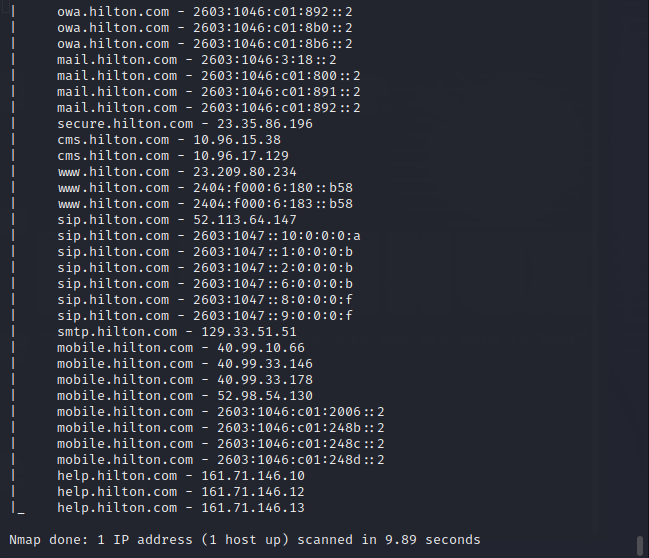 |     owa.hilton.com - 2603:1046:c01:892::2
|     owa.hilton.com - 2603:1046:c01:8b0::2
|     owa.hilton.com - 2603:1046:c01:8b6::2
|     mail.hilton.com - 2603:1046:3:18::2
|     mail.hilton.com - 2603:1046:c01:800::2
|     mail.hilton.com - 2603:1046:c01:891::2
|     mail.hilton.com - 2603:1046:c01:892::2
|     secure.hilton.com - 23.35.86.196
|     cms.hilton.com - 10.96.15.38
|     cms.hilton.com - 10.96.17.129
|     www.hilton.com - 23.209.80.234
|     www.hilton.com - 2404:f000:6:180::b58
|     www.hilton.com - 2404:f000:6:183::b58
|     sip.hilton.com - 52.113.64.147
|     sip.hilton.com - 2603:1047::10:0:0:0:a
|     sip.hilton.com - 2603:1047::1:0:0:0:b
|     sip.hilton.com - 2603:1047::2:0:0:0:b
|     sip.hilton.com - 2603:1047::6:0:0:0:b
|     sip.hilton.com - 2603:1047::8:0:0:0:f
|     sip.hilton.com - 2603:1047::9:0:0:0:f
|     smtp.hilton.com - 129.33.51.51
|     mobile.hilton.com - 40.99.10.66
|     mobile.hilton.com - 40.99.33.146
|     mobile.hilton.com - 40.99.33.178
|     mobile.hilton.com - 52.98.54.130
|     mobile.hilton.com - 2603:1046:c01:2006::2
|     mobile.hilton.com - 2603:1046:c01:248b::2
|     mobile.hilton.com - 2603:1046:c01:248c::2
|     mobile.hilton.com - 2603:1046:c01:248d::2
|     help.hilton.com - 161.71.146.10
|     help.hilton.com - 161.71.146.12
|_    help.hilton.com - 161.71.146.13
Nmap done: 1 IP address (1 host up) scanned in 9.89 seconds